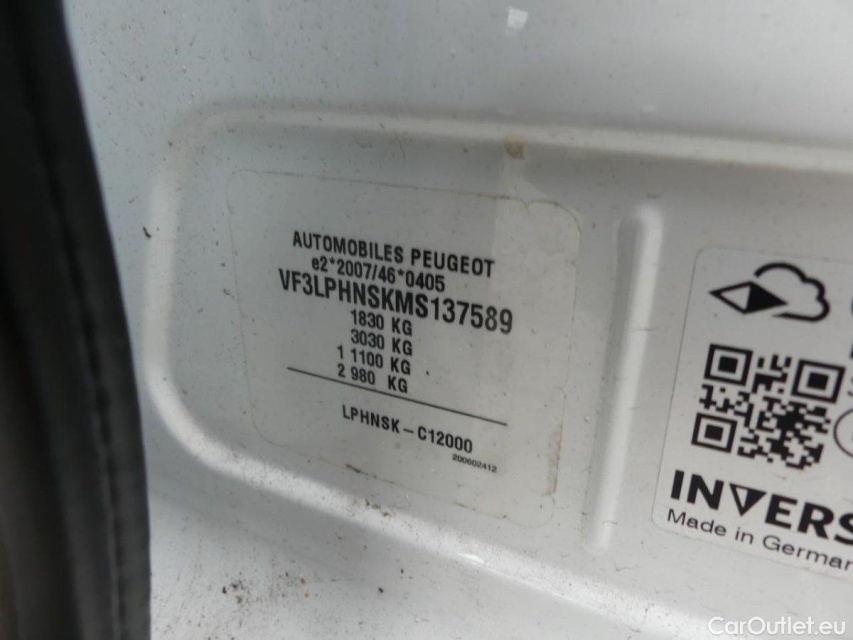 AUTOMOBILES PEUGEOT
e2*2007/46*0405
VF3LPHNSKMS137589
1830 KG
3030 KG
1 1100 KG
2 980 KG
LPHNSK - C12000
200602412
INVERS
Made in German
CarOutlet.eu